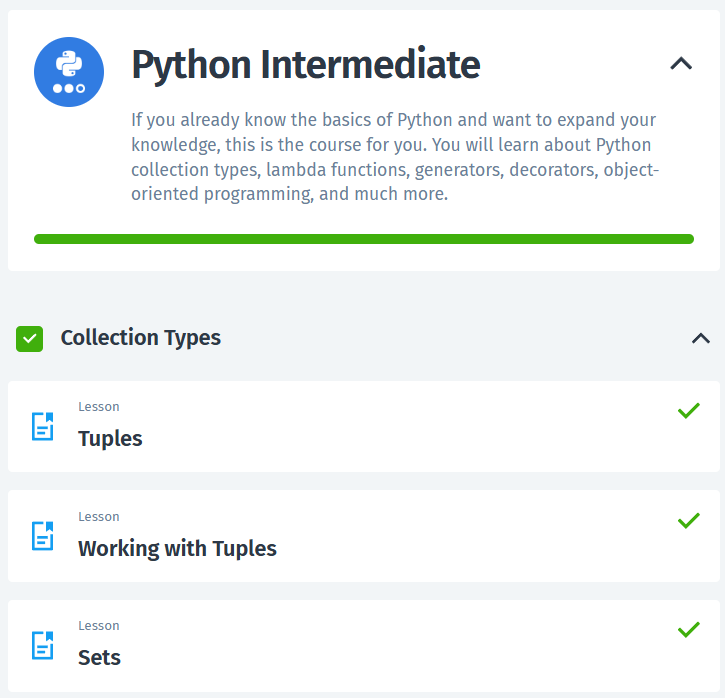 Python Intermediate
If you already know the basics of Python and want to expand your
knowledge, this is the course for you. You will learn about Python
collection types, lambda functions, generators, decorators, object-
oriented programming, and much more.
Collection Types
Lesson
Tuples
Lesson
Working with Tuples
Lesson
Sets